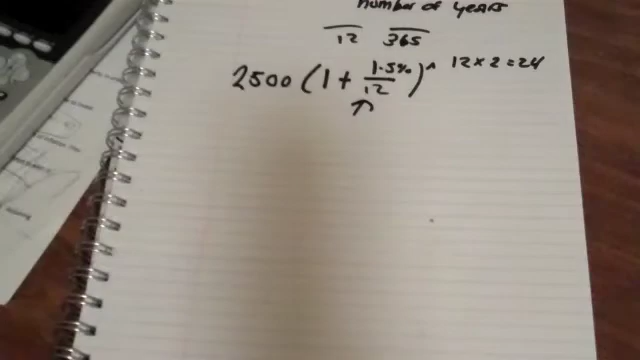 number of years
12 365
2500 (1 + 1.5%/12)^ 12 x 2 = 24